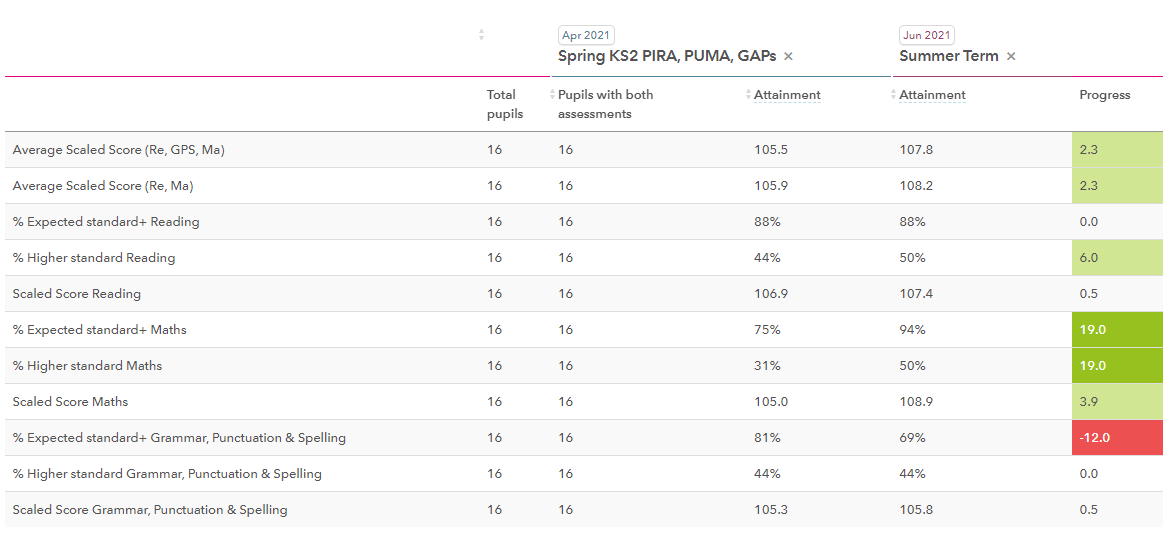 Apr 2021 Jun 2021
Spring KS2 PIRA, PUMA, GAPs × Summer Term ×
Total pupils Pupils with both assessments Attainment Attainment Progress
Average Scaled Score (Re, GPS, Ma) 16 16 105.5 107.8 2.3
Average Scaled Score (Re, Ma) 16 16 105.9 108.2 2.3
% Expected standard+ Reading 16 16 88% 88% 0.0
% Higher standard Reading 16 16 44% 50% 6.0
Scaled Score Reading 16 16 106.9 107.4 0.5
% Expected standard+ Maths 16 16 75% 94% 19.0
% Higher standard Maths 16 16 31% 50% 19.0
Scaled Score Maths 16 16 105.0 108.9 3.9
% Expected standard+ Grammar, Punctuation & Spelling 16 16 81% 69% -12.0
% Higher standard Grammar, Punctuation & Spelling 16 16 44% 44% 0.0
Scaled Score Grammar, Punctuation & Spelling 16 16 105.3 105.8 0.5